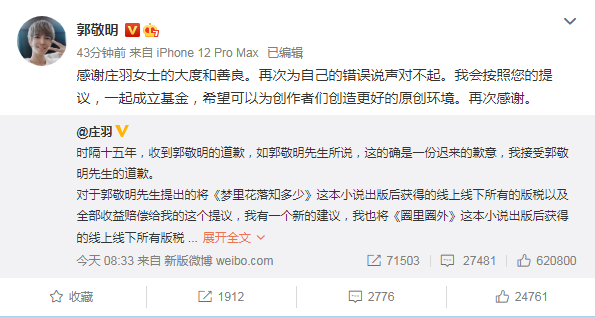 郭敬明
43分钟前 来自 iPhone 12 Pro Max 已编辑
感谢庄羽女士的大度和善良。再次为自己的错误说声对不起。我会按照您的提
议，一起成立基金，希望可以为创作者们创造更好的原创环境。再次感谢。
@庄羽
时隔十五年，收到郭敬明的道歉，如郭敬明先生所说，这的确是一份迟来的歉意，我接受郭敬
明先生的道歉。
对于郭敬明先生提出的将《梦里花落知多少》这本小说出版后获得的线上线下所有的版税以及
全部收益赔偿给我的这个提议，我有一个新的建议，我也将《圈里圈外》这本小说出版后获得
的线上线下所有版税 ... 展开全文
今天 08:33 来自 新版微博 weibo.com 71503 27481 620800
收藏 1912 2776 24761